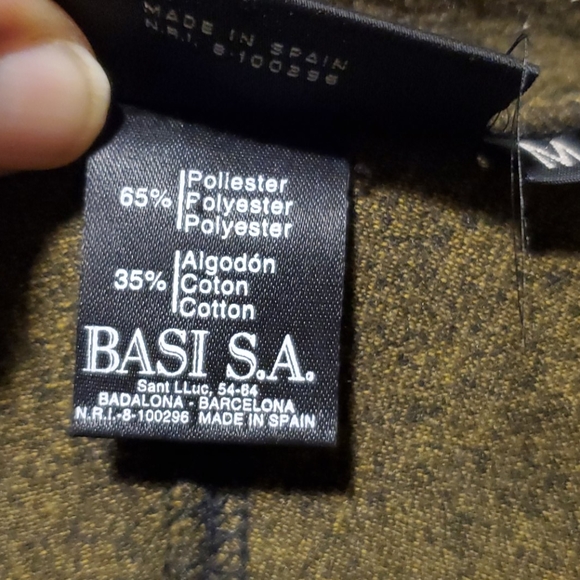 MADE IN SPAIN
N.R.I. 8-100296
M
65%
Poliester
Polyester
Polyester
35%
Algodón
Coton
Cotton
BASI S.A.
Sant LLuc, 54-64
BADALONA - BARCELONA
N.R.I.-8-100296 MADE IN SPAIN